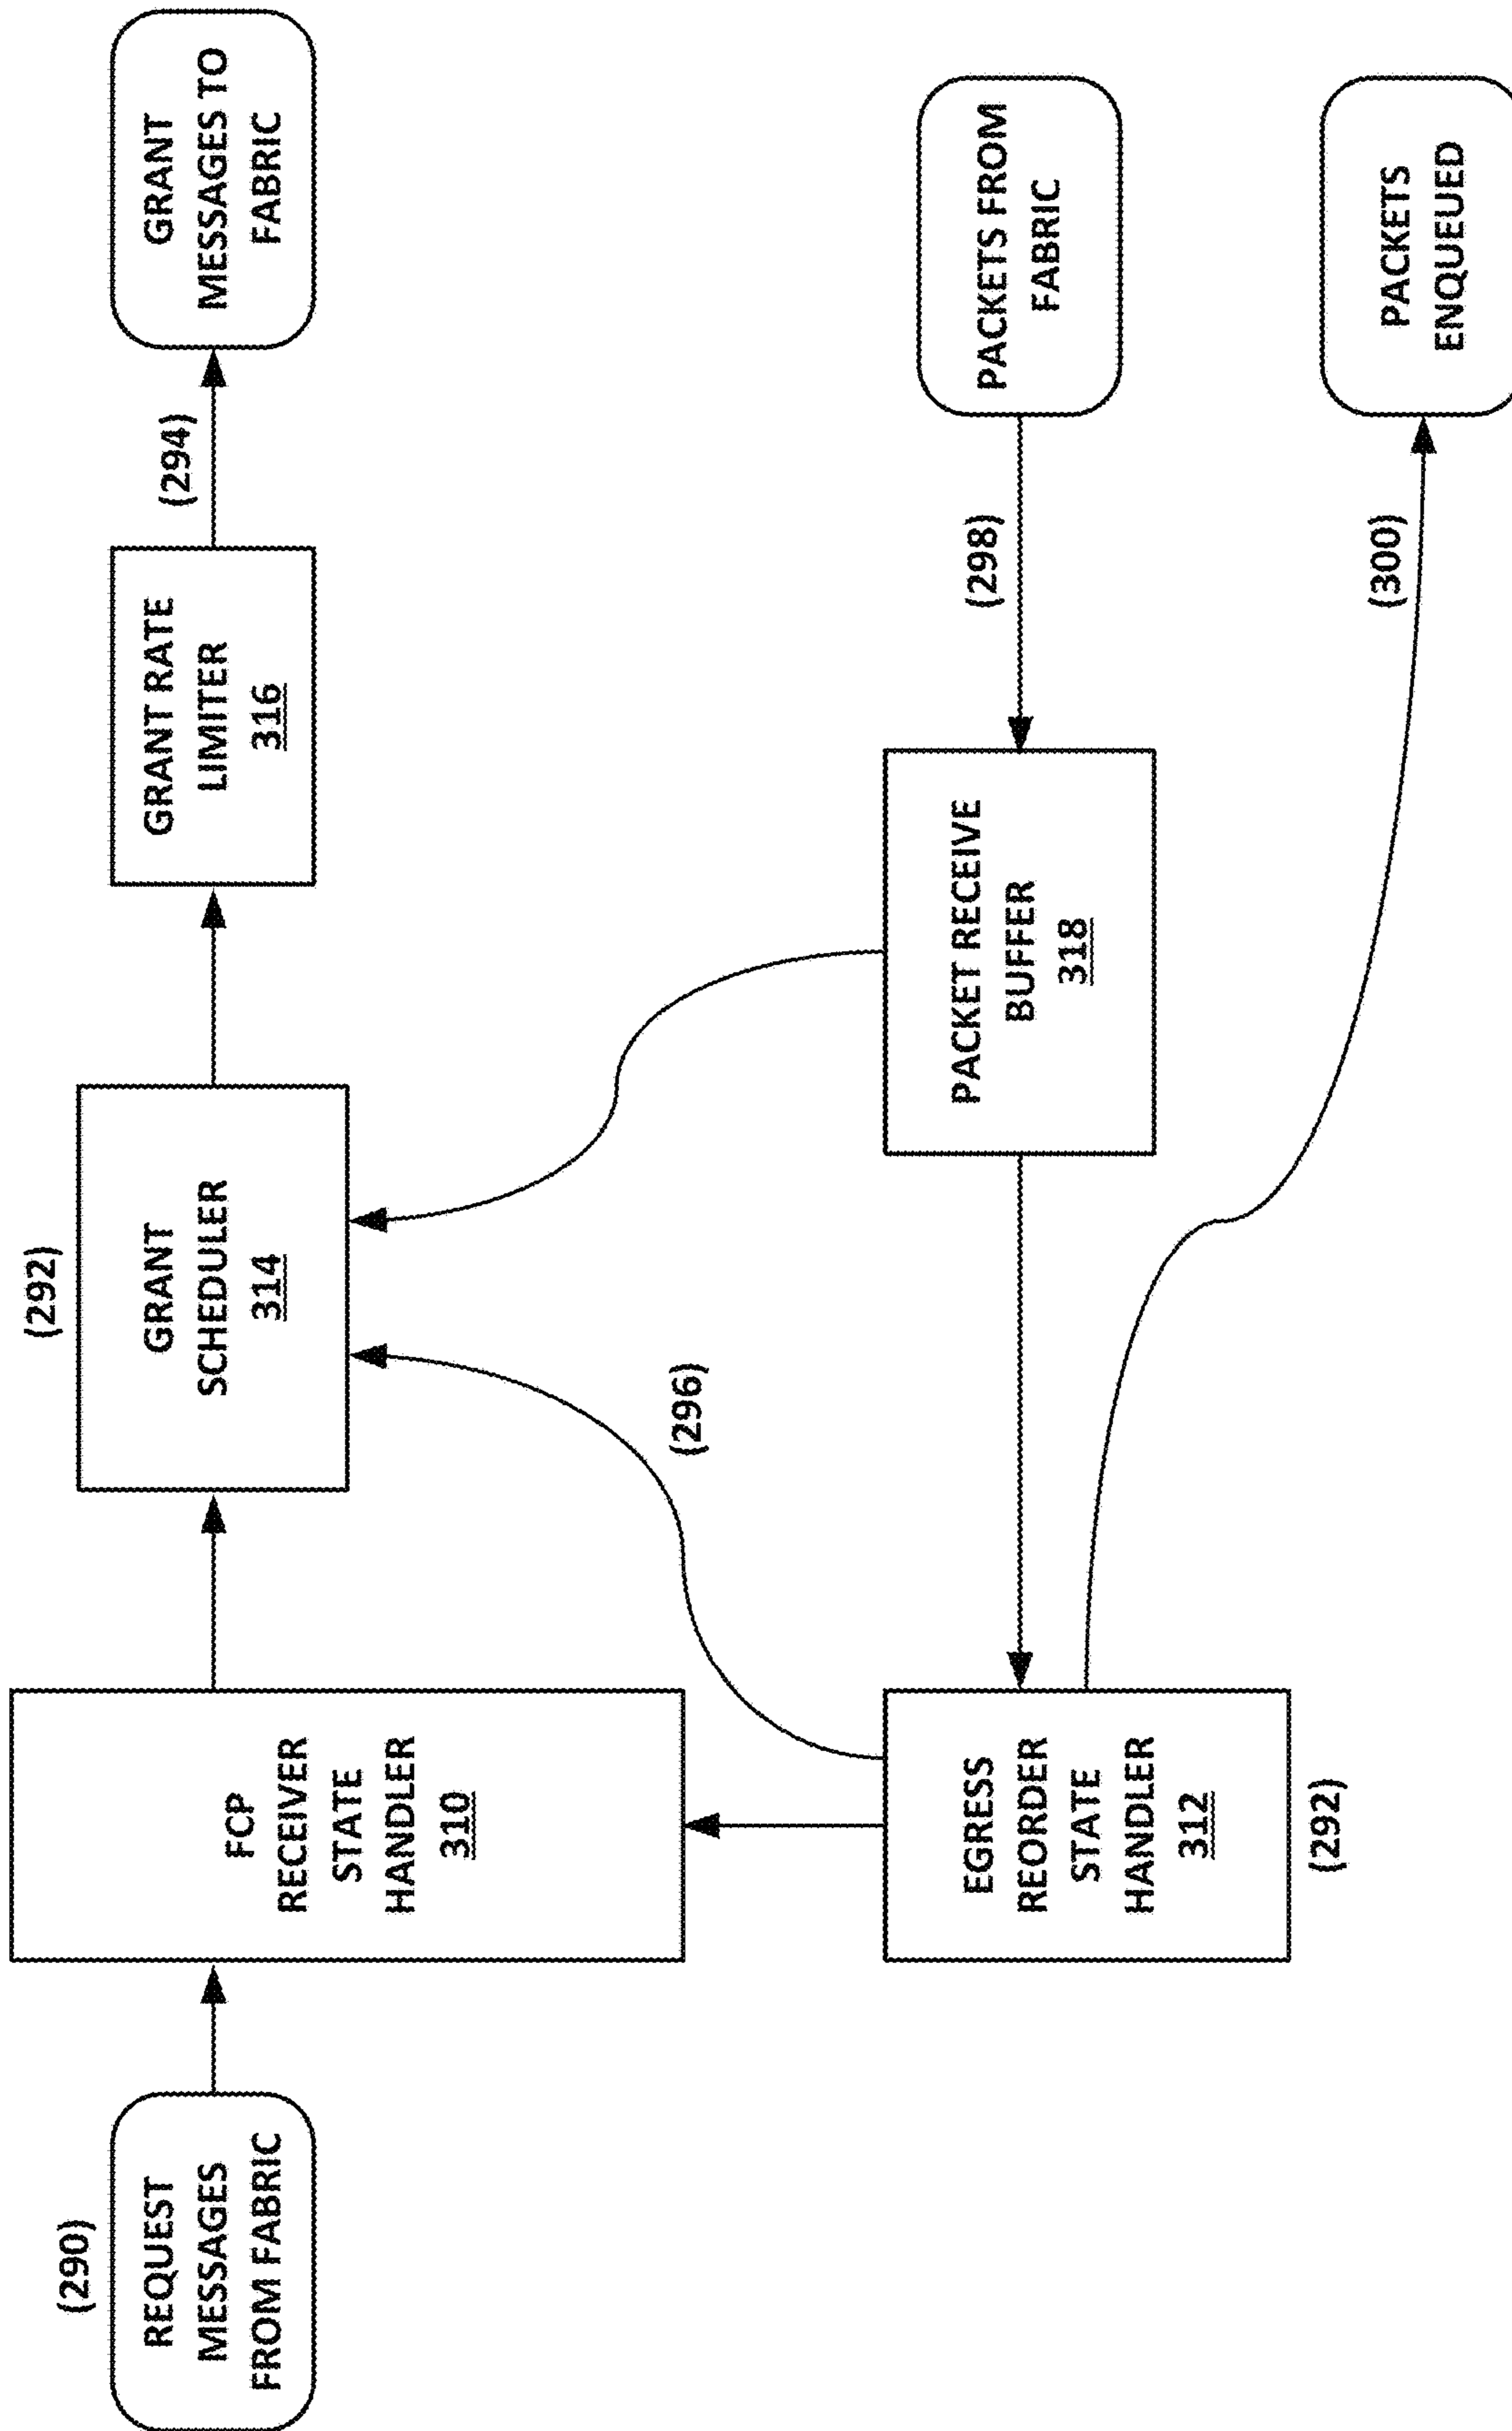 (290)
REQUEST
MESSAGES
FROM FABRIC
FCP
RECEIVER
STATE
HANDLER
310
(292)
GRANT
SCHEDULER
314
GRANT RATE
LIMITER
316
(294)
GRANT
MESSAGES TO
FABRIC
(296)
EGRESS
REORDER
STATE
HANDLER
312
(292)
PACKET RECEIVE
BUFFER
318
(298)
PACKETS FROM
FABRIC
(300)
PACKETS
ENQUEUED